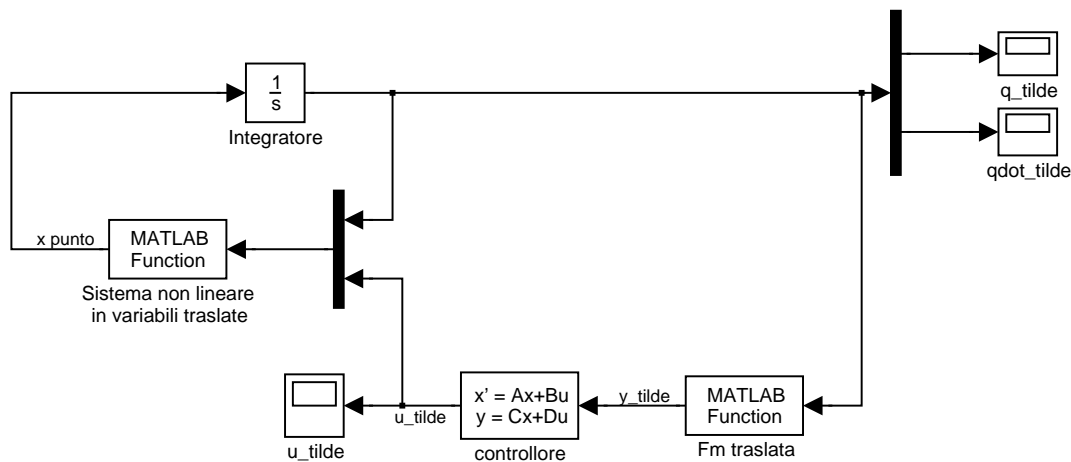 1
s
Integratore
q_tilde
qdot_tilde
x punto
MATLAB
Function
Sistema non lineare
in variabili traslate
u_tilde
u_tilde
x' = Ax+Bu
y = Cx+Du
controllore
y_tilde
MATLAB
Function
Fm traslata